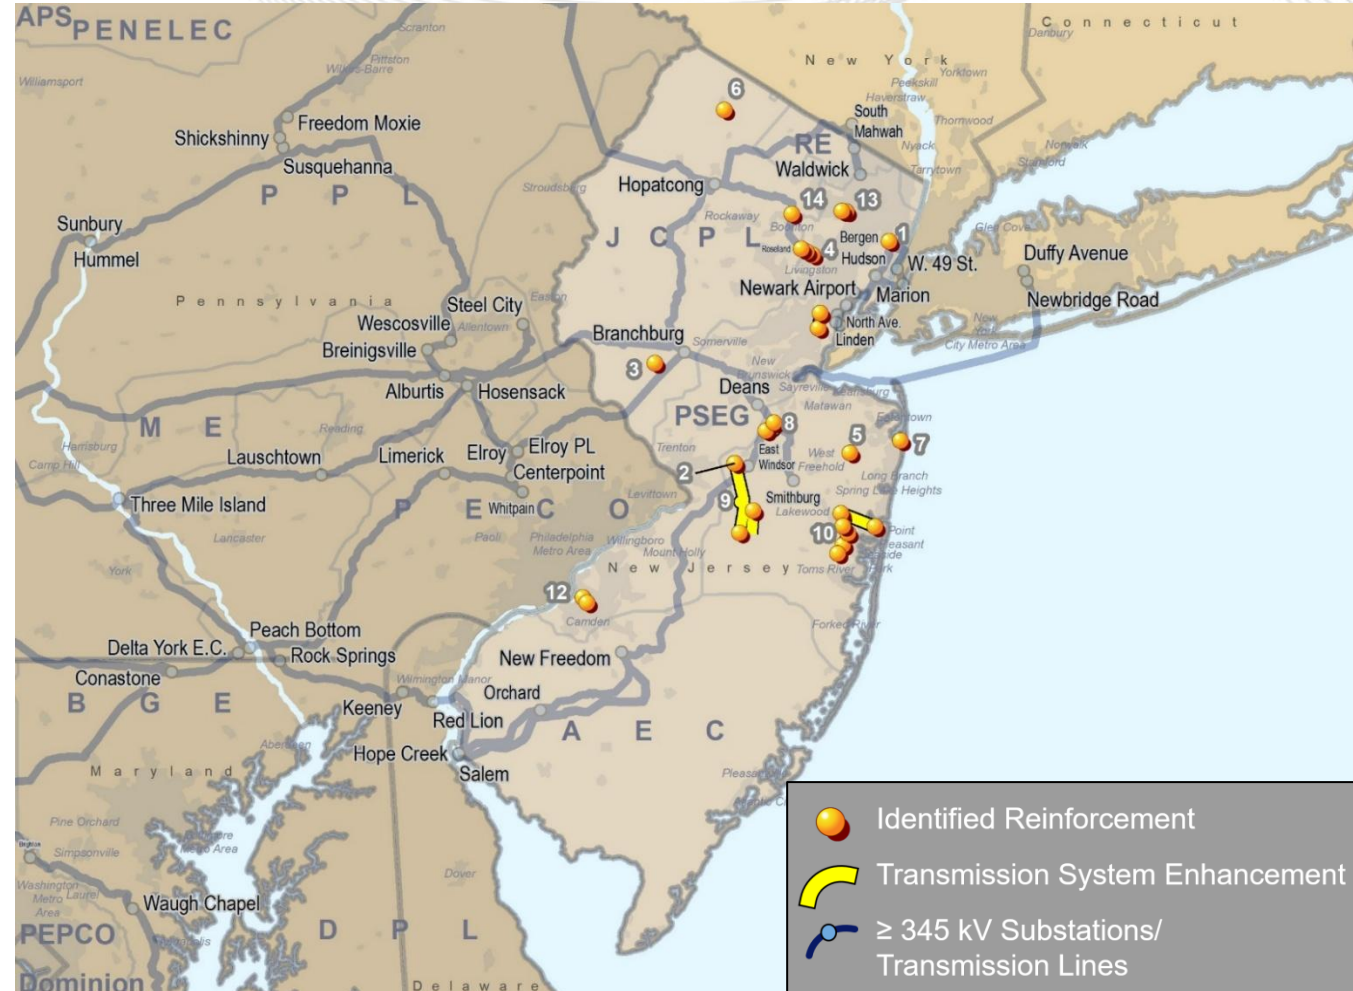 APS
PENELEC
Scranton
Connecticut
Danbury
New York
Williamsport
Pittston
Wilkes-Barre
Yorktown
Peekskill
Haverstraw
6
South
Mahwah
Thornwood
Freedom Moxie
Shickshinny
Susquehanna
RE
Nyack
Norwalk
Stamford
Waldwick
Tarrytown
PPL
Stroudsburg
Hopatcong
14
13
Rockaway
Boonton
Sunbury
Hummel
JCPL
Bergen
1
Glen Cove
Roseland
4
Hudson
W. 49 St.
Duffy Avenue
Livingston
Newark Airport
Marion
Newbridge Road
Pennsylvania
Easton
Steel City
Wescosville
Allentown
North Ave.
Linden
New
York
City Metro Area
Breinigsville
Branchburg
Somerville
3
New
Brunswick
Alburtis
Hosensack
Deans
Sayreville
Keansburg
Matawan
ME
Reading
PSEG
8
Eatontown
Harrisburg
Camp Hill
Lauschtown
Limerick
Elroy
Elroy PL
Centerpoint
Trenton
East
Windsor
West
Freehold
5
7
2
Long Branch
Spring Lake Heights
Whitpain
Levittown
Smithburg
Lakewood
9
Three Mile Island
PECO
10
Point
Pleasant
Lancaster
Paoli
Philadelphia
Metro Area
Willingboro
Mount Holly
Seaside
Park
York
New Jersey
Toms River
12
Camden
Forked River
Peach Bottom
Delta York E.C.
Rock Springs
Conastone
New Freedom
Wilmington Manor
Orchard
BGE
Keeney
Red Lion
AEC
Hope Creek
Salem
Aberdeen
Maryland
Pine Orchard
Metro Area
Simpsonville
Brighton
Washington
Metro
Area
Laurel
Dover
Waugh Chapel
PEPCO
DPL
Dominion
Delaware
Identified Reinforcement
Transmission System Enhancement
≥ 345 kV Substations/
Transmission Lines